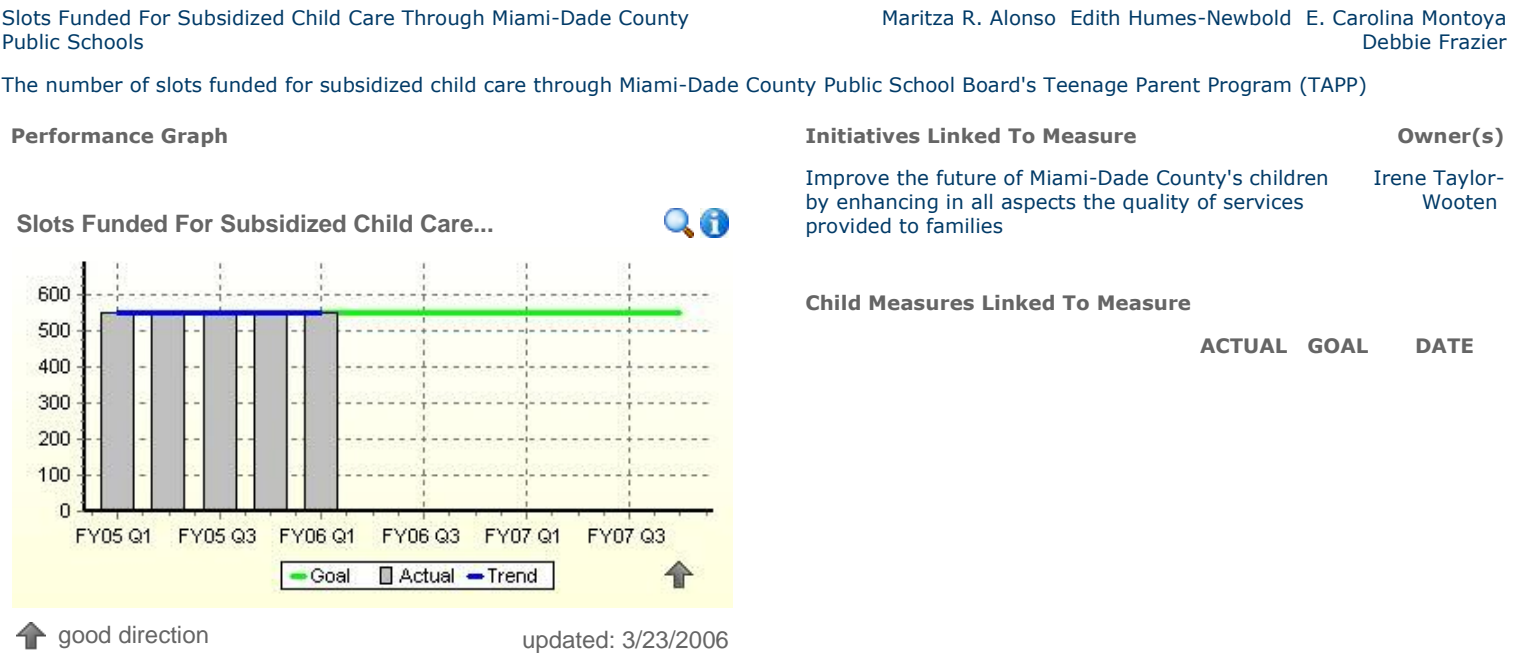 Slots Funded For Subsidized Child Care Through Miami-Dade County
Public Schools
Maritza R. Alonso Edith Humes-Newbold E. Carolina Montoya
Debbie Frazier
The number of slots funded for subsidized child care through Miami-Dade County Public School Board's Teenage Parent Program (TAPP)
Performance Graph
Slots Funded For Subsidized Child Care...
600
500
400
300
200
100
0
FY05 Q1 FY05 Q3 FY06 Q1 FY06 Q3 FY07 Q1 FY07 Q3
Goal Actual Trend
good direction
updated: 3/23/2006
Initiatives Linked To Measure Owner(s)
Improve the future of Miami-Dade County's children Irene Taylor-
by enhancing in all aspects the quality of services Wooten
provided to families
Child Measures Linked To Measure
ACTUAL GOAL DATE